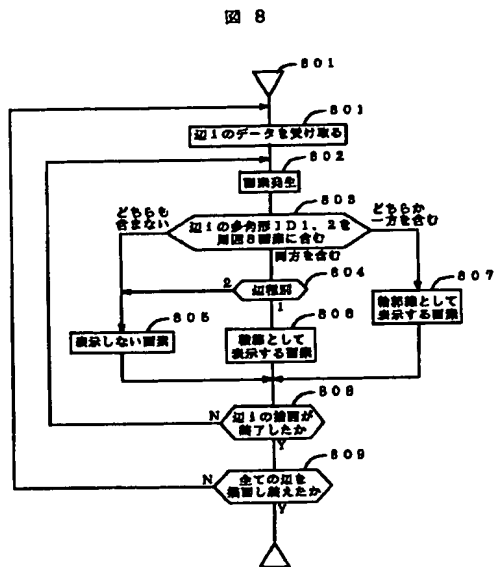 図 8
801
801
辺iのデータを受け取る
802
画素発生
803
どちらも
含まない
辺iの多角形ID1,2を
周囲8画素に含む
どちらか
一方を含む
両方を含む
804
2
辺種別
1
805
表示しない画素
806
輪郭として
表示する画素
807
輪郭線として
表示する画素
808
N
辺iの描画が
終了したか
Y
809
N
全ての辺を
描画し終えたか
Y